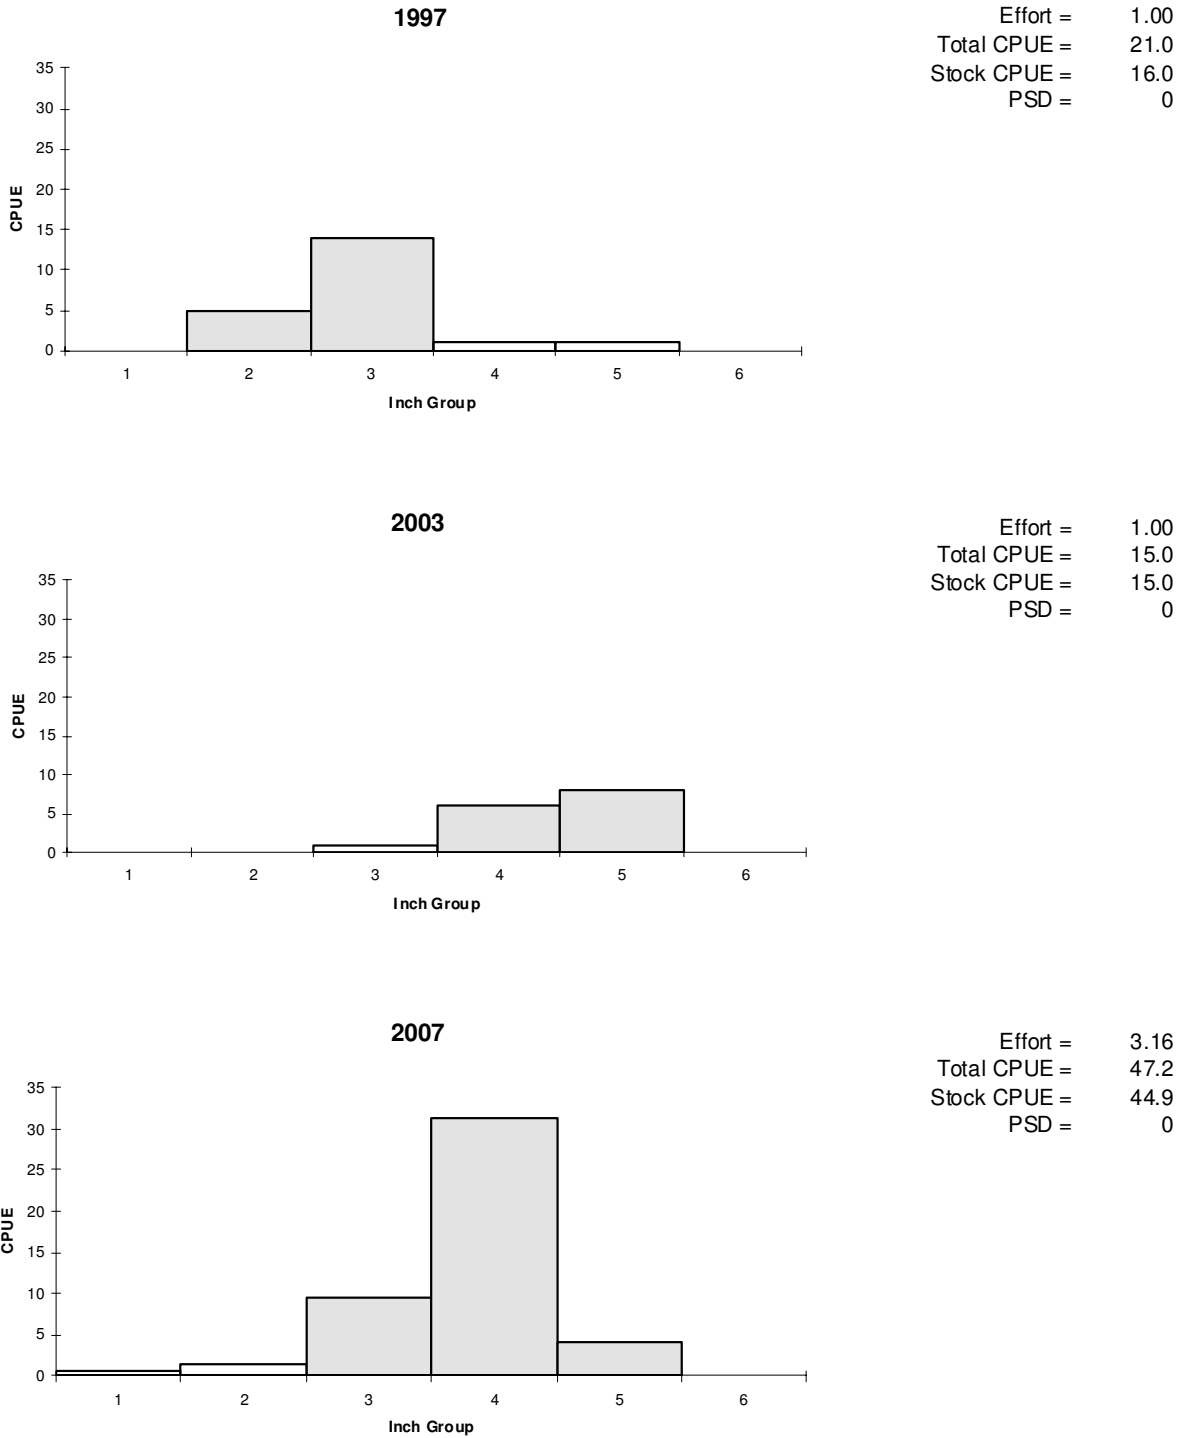 1997
Effort = 1.00
Total CPUE = 21.0
Stock CPUE = 16.0
PSD = 0
35
30
25
20
15
10
5
0
CPUE
1 2 3 4 5 6
Inch Group
2003
Effort = 1.00
Total CPUE = 15.0
Stock CPUE = 15.0
PSD = 0
35
30
25
20
15
10
5
0
CPUE
1 2 3 4 5 6
Inch Group
2007
Effort = 3.16
Total CPUE = 47.2
Stock CPUE = 44.9
PSD = 0
35
30
25
20
15
10
5
0
CPUE
1 2 3 4 5 6
Inch Group